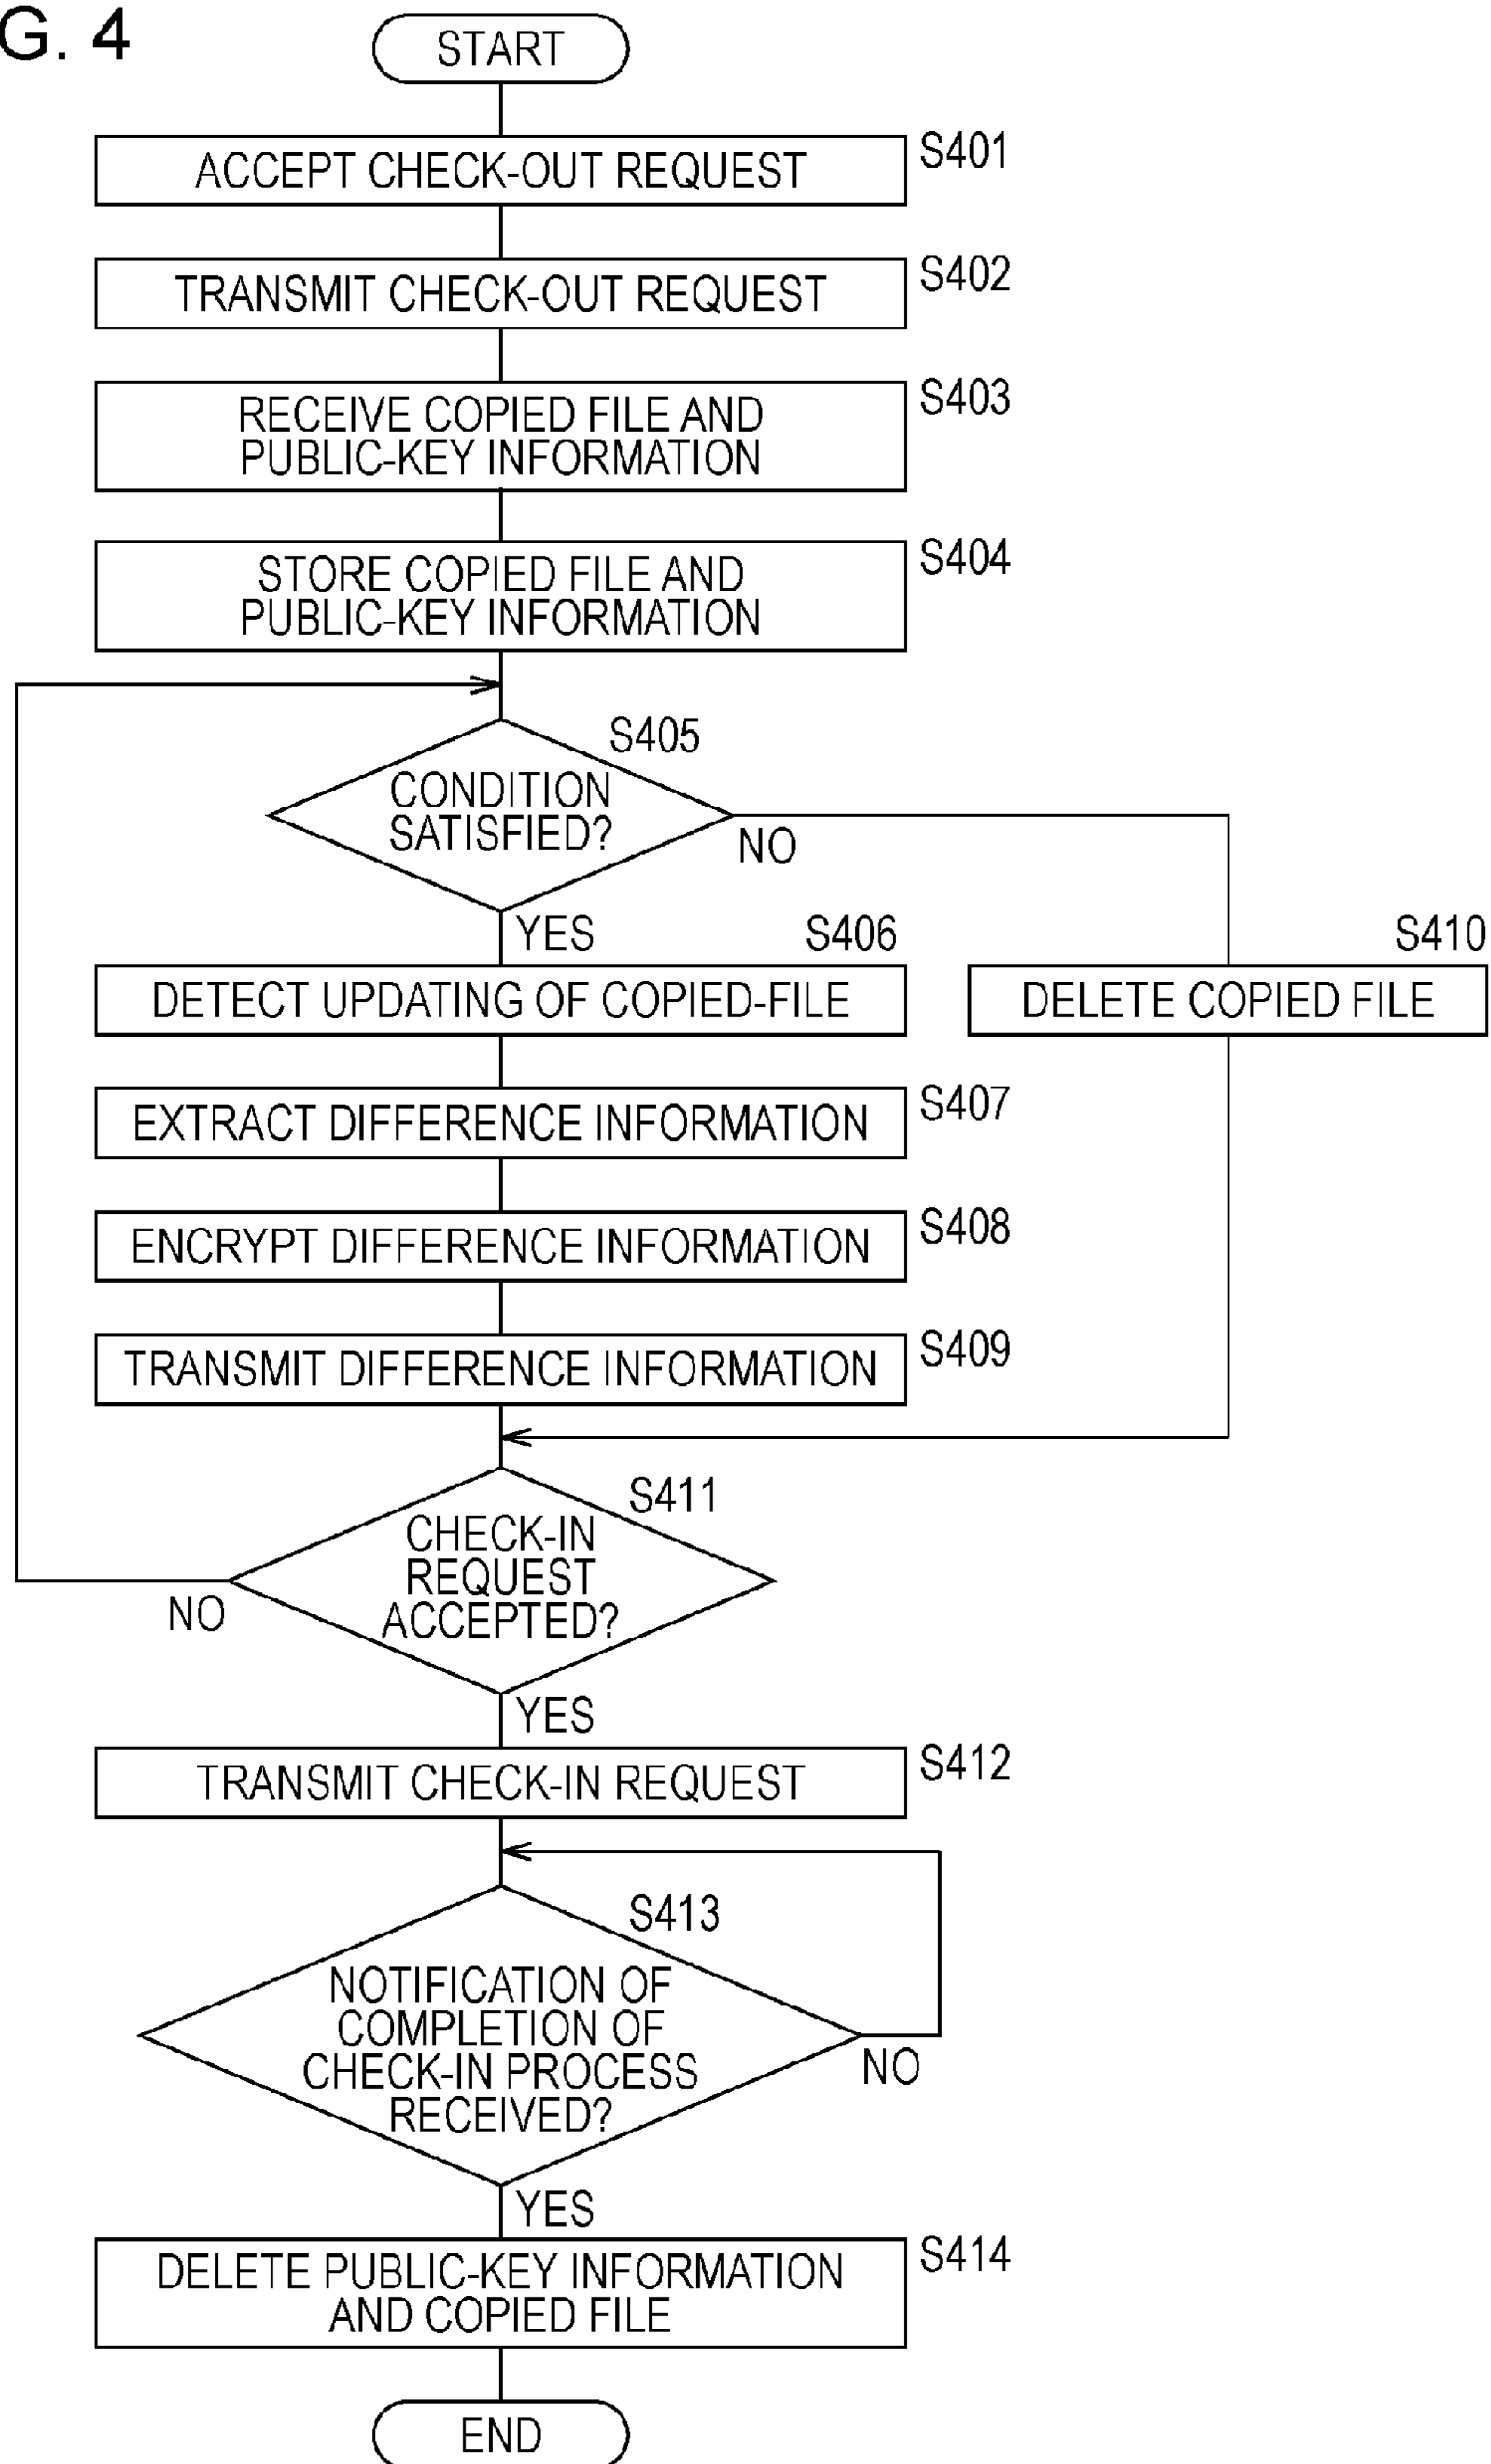 G. 4
START
ACCEPT CHECK-OUT REQUEST
S401
TRANSMIT CHECK-OUT REQUEST
S402
RECEIVE COPIED FILE AND
PUBLIC-KEY INFORMATION
S403
STORE COPIED FILE AND
PUBLIC-KEY INFORMATION
S404
S405
CONDITION
SATISFIED?
NO
YES
S406
S410
DETECT UPDATING OF COPIED-FILE
DELETE COPIED FILE
EXTRACT DIFFERENCE INFORMATION
S407
ENCRYPT DIFFERENCE INFORMATION
S408
TRANSMIT DIFFERENCE INFORMATION
S409
S411
CHECK-IN
REQUEST
ACCEPTED?
NO
YES
TRANSMIT CHECK-IN REQUEST
S412
S413
NOTIFICATION OF
COMPLETION OF
CHECK-IN PROCESS
RECEIVED?
NO
YES
DELETE PUBLIC-KEY INFORMATION
AND COPIED FILE
S414
END